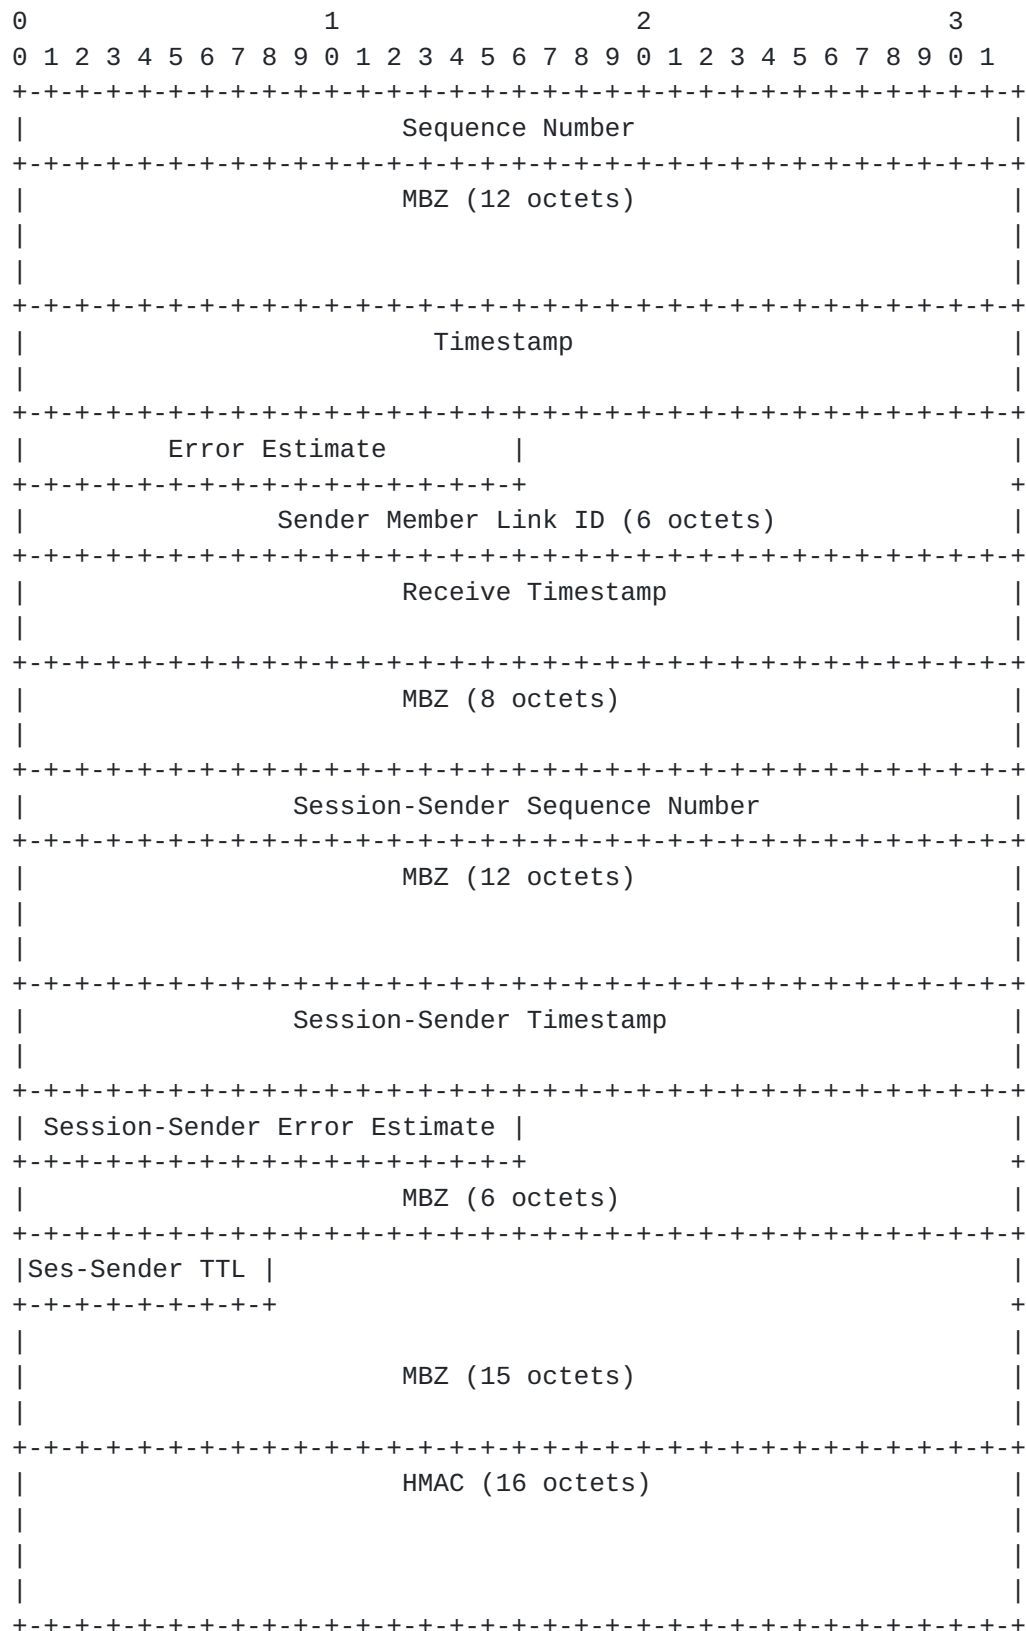 0                   1                   2                   3
0 1 2 3 4 5 6 7 8 9 0 1 2 3 4 5 6 7 8 9 0 1 2 3 4 5 6 7 8 9 0 1
+-+-+-+-+-+-+-+-+-+-+-+-+-+-+-+-+-+-+-+-+-+-+-+-+-+-+-+-+-+-+-+-+
|                        Sequence Number                        |
+-+-+-+-+-+-+-+-+-+-+-+-+-+-+-+-+-+-+-+-+-+-+-+-+-+-+-+-+-+-+-+-+
|                        MBZ (12 octets)                        |
|                                                               |
|                                                               |
+-+-+-+-+-+-+-+-+-+-+-+-+-+-+-+-+-+-+-+-+-+-+-+-+-+-+-+-+-+-+-+-+
|                          Timestamp                            |
|                                                               |
+-+-+-+-+-+-+-+-+-+-+-+-+-+-+-+-+-+-+-+-+-+-+-+-+-+-+-+-+-+-+-+-+
|         Error Estimate        |                               |
+-+-+-+-+-+-+-+-+-+-+-+-+-+-+-+-+                               +
|                Sender Member Link ID (6 octets)               |
+-+-+-+-+-+-+-+-+-+-+-+-+-+-+-+-+-+-+-+-+-+-+-+-+-+-+-+-+-+-+-+-+
|                        Receive Timestamp                      |
|                                                               |
+-+-+-+-+-+-+-+-+-+-+-+-+-+-+-+-+-+-+-+-+-+-+-+-+-+-+-+-+-+-+-+-+
|                        MBZ (8 octets)                         |
|                                                               |
+-+-+-+-+-+-+-+-+-+-+-+-+-+-+-+-+-+-+-+-+-+-+-+-+-+-+-+-+-+-+-+-+
|                 Session-Sender Sequence Number                |
+-+-+-+-+-+-+-+-+-+-+-+-+-+-+-+-+-+-+-+-+-+-+-+-+-+-+-+-+-+-+-+-+
|                        MBZ (12 octets)                        |
|                                                               |
|                                                               |
+-+-+-+-+-+-+-+-+-+-+-+-+-+-+-+-+-+-+-+-+-+-+-+-+-+-+-+-+-+-+-+-+
|                 Session-Sender Timestamp                      |
|                                                               |
+-+-+-+-+-+-+-+-+-+-+-+-+-+-+-+-+-+-+-+-+-+-+-+-+-+-+-+-+-+-+-+-+
| Session-Sender Error Estimate |                               |
+-+-+-+-+-+-+-+-+-+-+-+-+-+-+-+-+                               +
|                        MBZ (6 octets)                         |
+-+-+-+-+-+-+-+-+-+-+-+-+-+-+-+-+-+-+-+-+-+-+-+-+-+-+-+-+-+-+-+-+
|Ses-Sender TTL |                                               |
+-+-+-+-+-+-+-+-+                                               +
|                                                               |
|                        MBZ (15 octets)                        |
|                                                               |
+-+-+-+-+-+-+-+-+-+-+-+-+-+-+-+-+-+-+-+-+-+-+-+-+-+-+-+-+-+-+-+-+
|                        HMAC (16 octets)                       |
|                                                               |
|                                                               |
|                                                               |
+-+-+-+-+-+-+-+-+-+-+-+-+-+-+-+-+-+-+-+-+-+-+-+-+-+-+-+-+-+-+-+-+